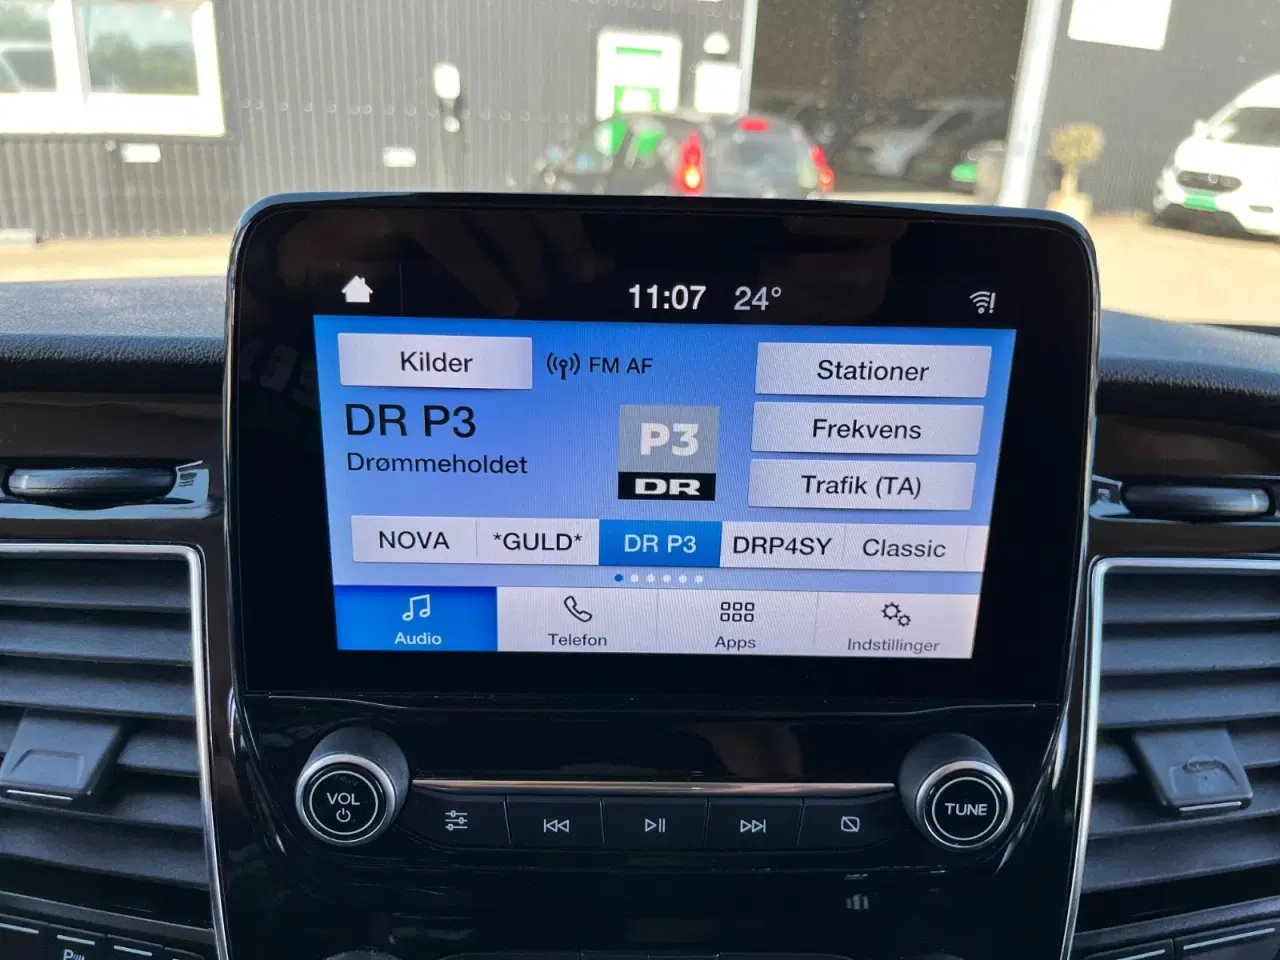 11:07 24°
Kilder
FM AF
Stationer
DR P3
P3
DR
Frekvens
Drømmeholdet
Trafik (TA)
NOVA *GULD* DR P3 DRP4SY Classic
Audio Telefon Apps Indstillinger
VOL
TUNE